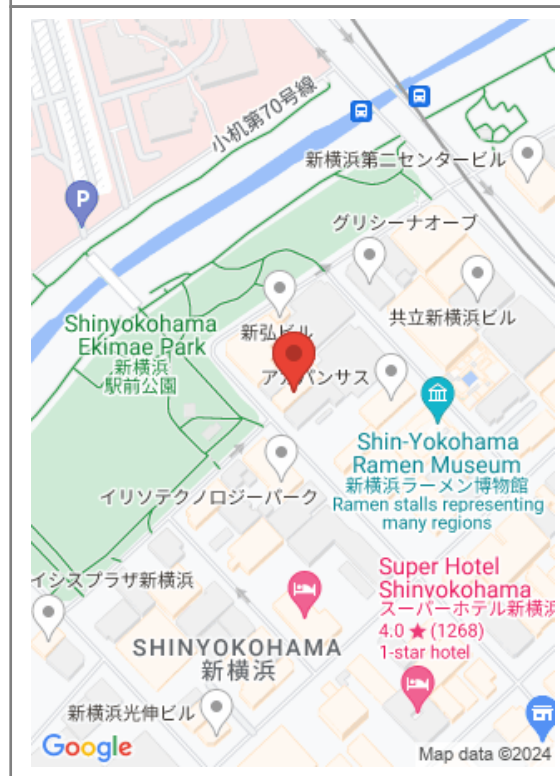 小机第70号線
P
新横浜第二センタービル
グリシーナオーブ
共立新横浜ビル
Shinyokohama
Ekimae Park
新横浜
駅前公園
新弘ビル
Shin-Yokohama
Ramen Museum
新横浜ラーメン博物館
Ramen stalls representing
many regions
イリソテクノロジーパーク
イシスプラザ新横浜
Super Hotel
Shinyokohama
スーパーホテル新横浜
4.0 ★ (1268)
1-star hotel
SHINYOKOHAMA
新横浜
新横浜光伸ビル
Google
Map data ©2024